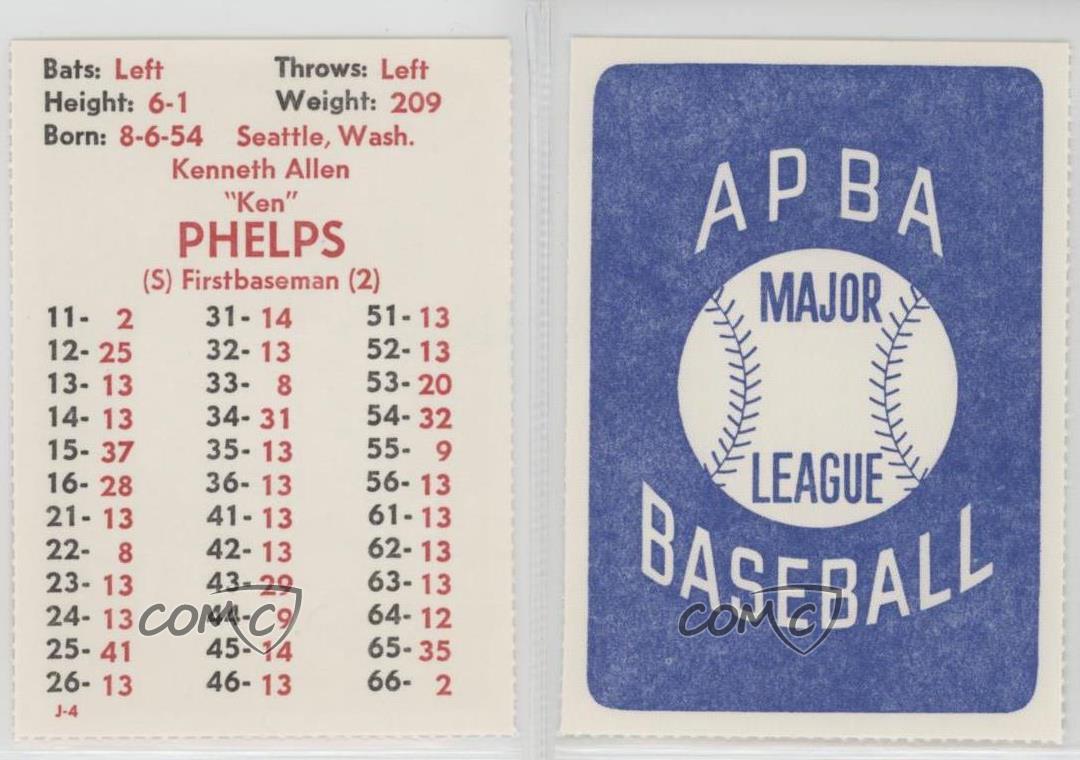 Bats: Left Throws: Left
Height: 6-1 Weight: 209
Born: 8-6-54 Seattle, Wash.
Kenneth Allen
"Ken"
PHELPS
(S) Firstbaseman (2)
11- 2 31- 14 51- 13
12- 25 32- 13 52- 13
13- 13 33- 8 53- 20
14- 13 34- 31 54- 32
15- 37 35- 13 55- 9
16- 28 36- 13 56- 13
21- 13 41- 13 61- 13
22- 8 42- 13 62- 13
23- 13 43- 29 63- 13
24- 13 44- 9 64- 12
25- 41 45- 14 65- 35
26- 13 46- 13 66- 2
J-4
COMC
APBA
MAJOR
LEAGUE
BASEBALL
COMC